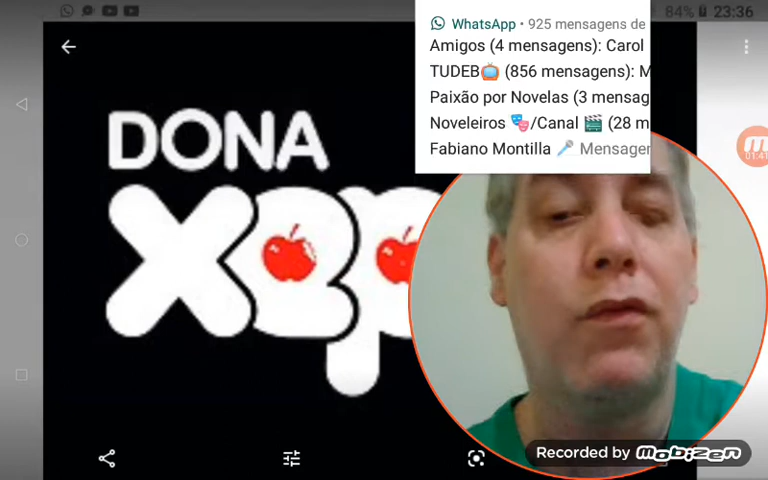 84% 23:36
WhatsApp • 925 mensagens de
Amigos (4 mensagens): Carol
TUDEB📺 (856 mensagens): M
Paixão por Novelas (3 mensag
Noveleiros 🎭/Canal 🎬 (28 m
Fabiano Montilla 🎤 Mensager
DONA
xep
01:41
Recorded by mobizen